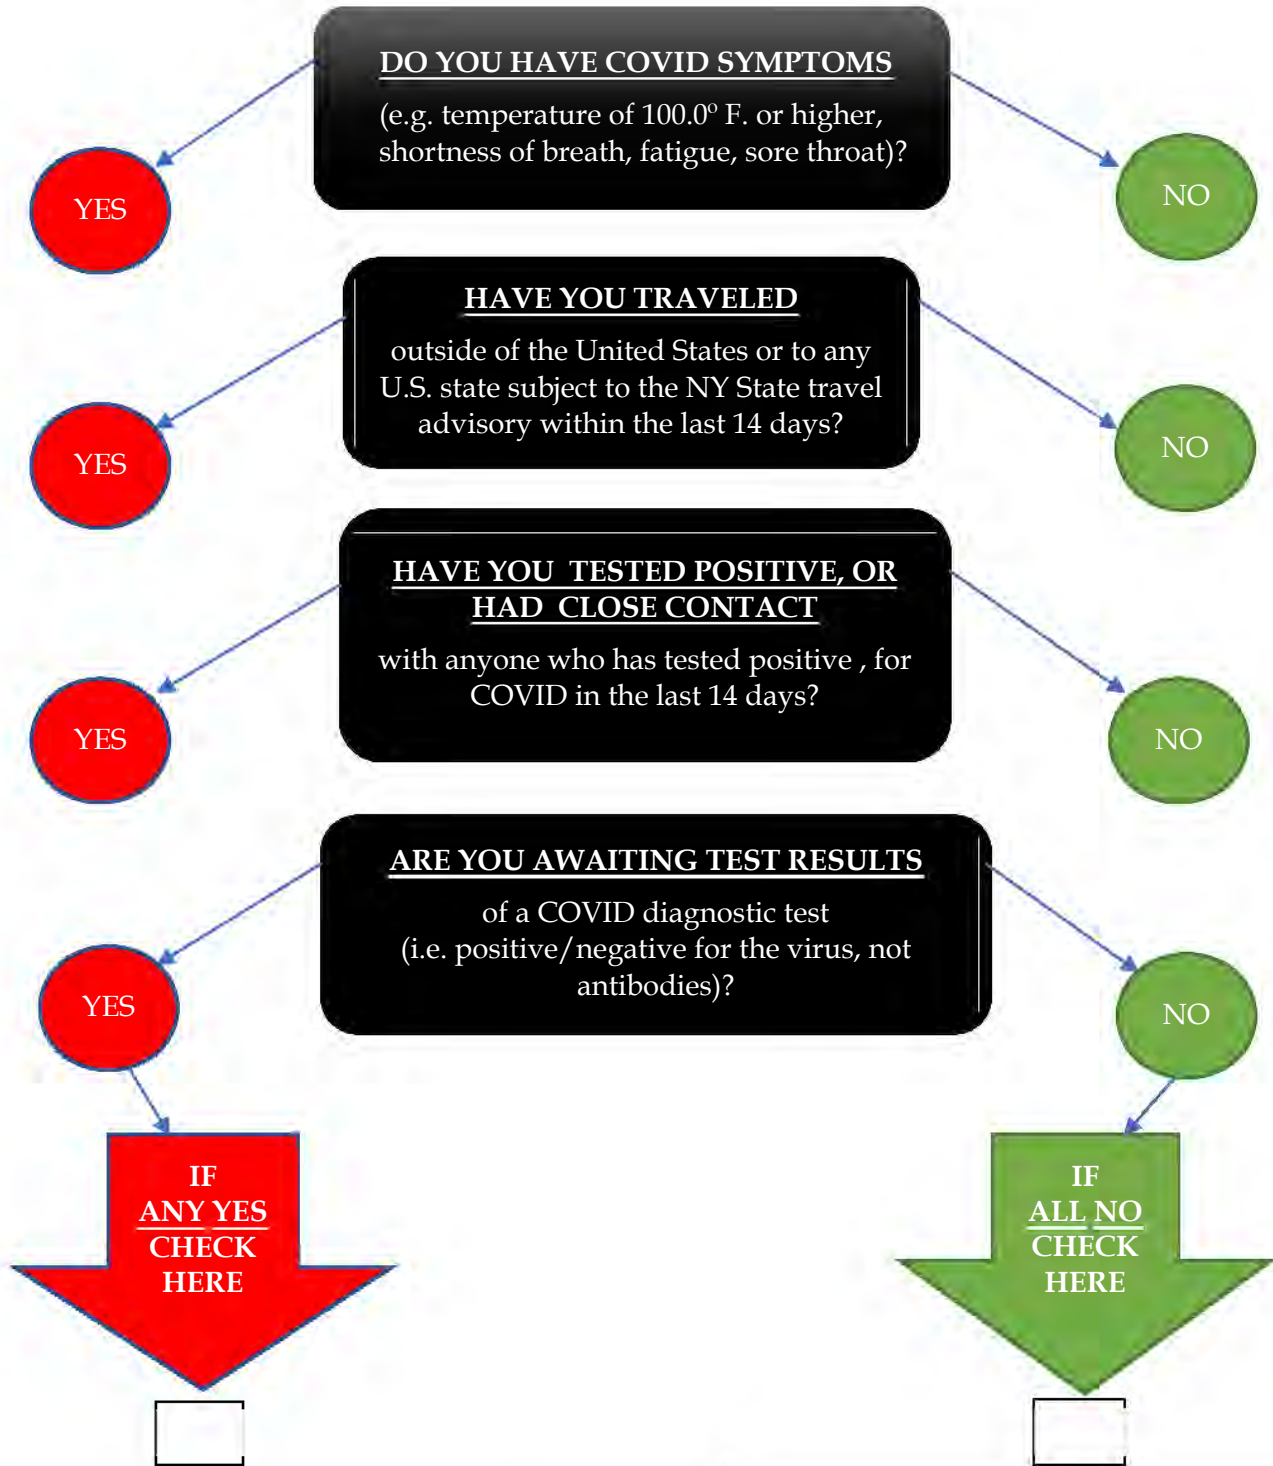 DO YOU HAVE COVID SYMPTOMS
(e.g. temperature of 100.0º F. or higher,
shortness of breath, fatigue, sore throat)?
YES
NO
HAVE YOU TRAVELED
outside of the United States or to any
U.S. state subject to the NY State travel
advisory within the last 14 days?
YES
NO
HAVE YOU TESTED POSITIVE, OR
HAD CLOSE CONTACT
with anyone who has tested positive , for
COVID in the last 14 days?
YES
NO
ARE YOU AWAITING TEST RESULTS
of a COVID diagnostic test
(i.e. positive/negative for the virus, not
antibodies)?
YES
NO
IF
ANY YES
CHECK
HERE
IF
ALL NO
CHECK
HERE